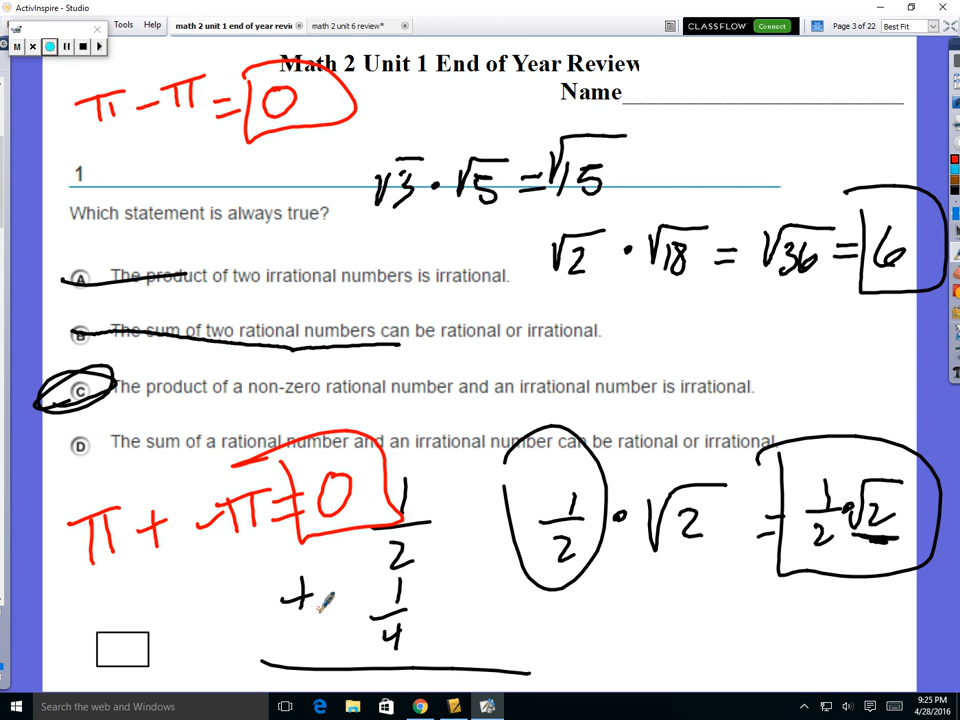 ActivInspire - Studio
Tools Help
math 2 unit 1 end of year revie
math 2 unit 6 review*
CLASSFLOW Connect
Page 3 of 22
Best Fit
M
Math 2 Unit 1 End of Year Review
Name
π - π = 0
1
√3 · √5 = √15
Which statement is always true?
√2 · √18 = √36 = 6
A The product of two irrational numbers is irrational.
B The sum of two rational numbers can be rational or irrational.
C The product of a non-zero rational number and an irrational number is irrational.
D The sum of a rational number and an irrational number can be rational or irrational.
π + -π = 0
1/2
+ 1/4
1/2 · √2 = 1/2 · √2
Search the web and Windows
9:25 PM
4/28/2016